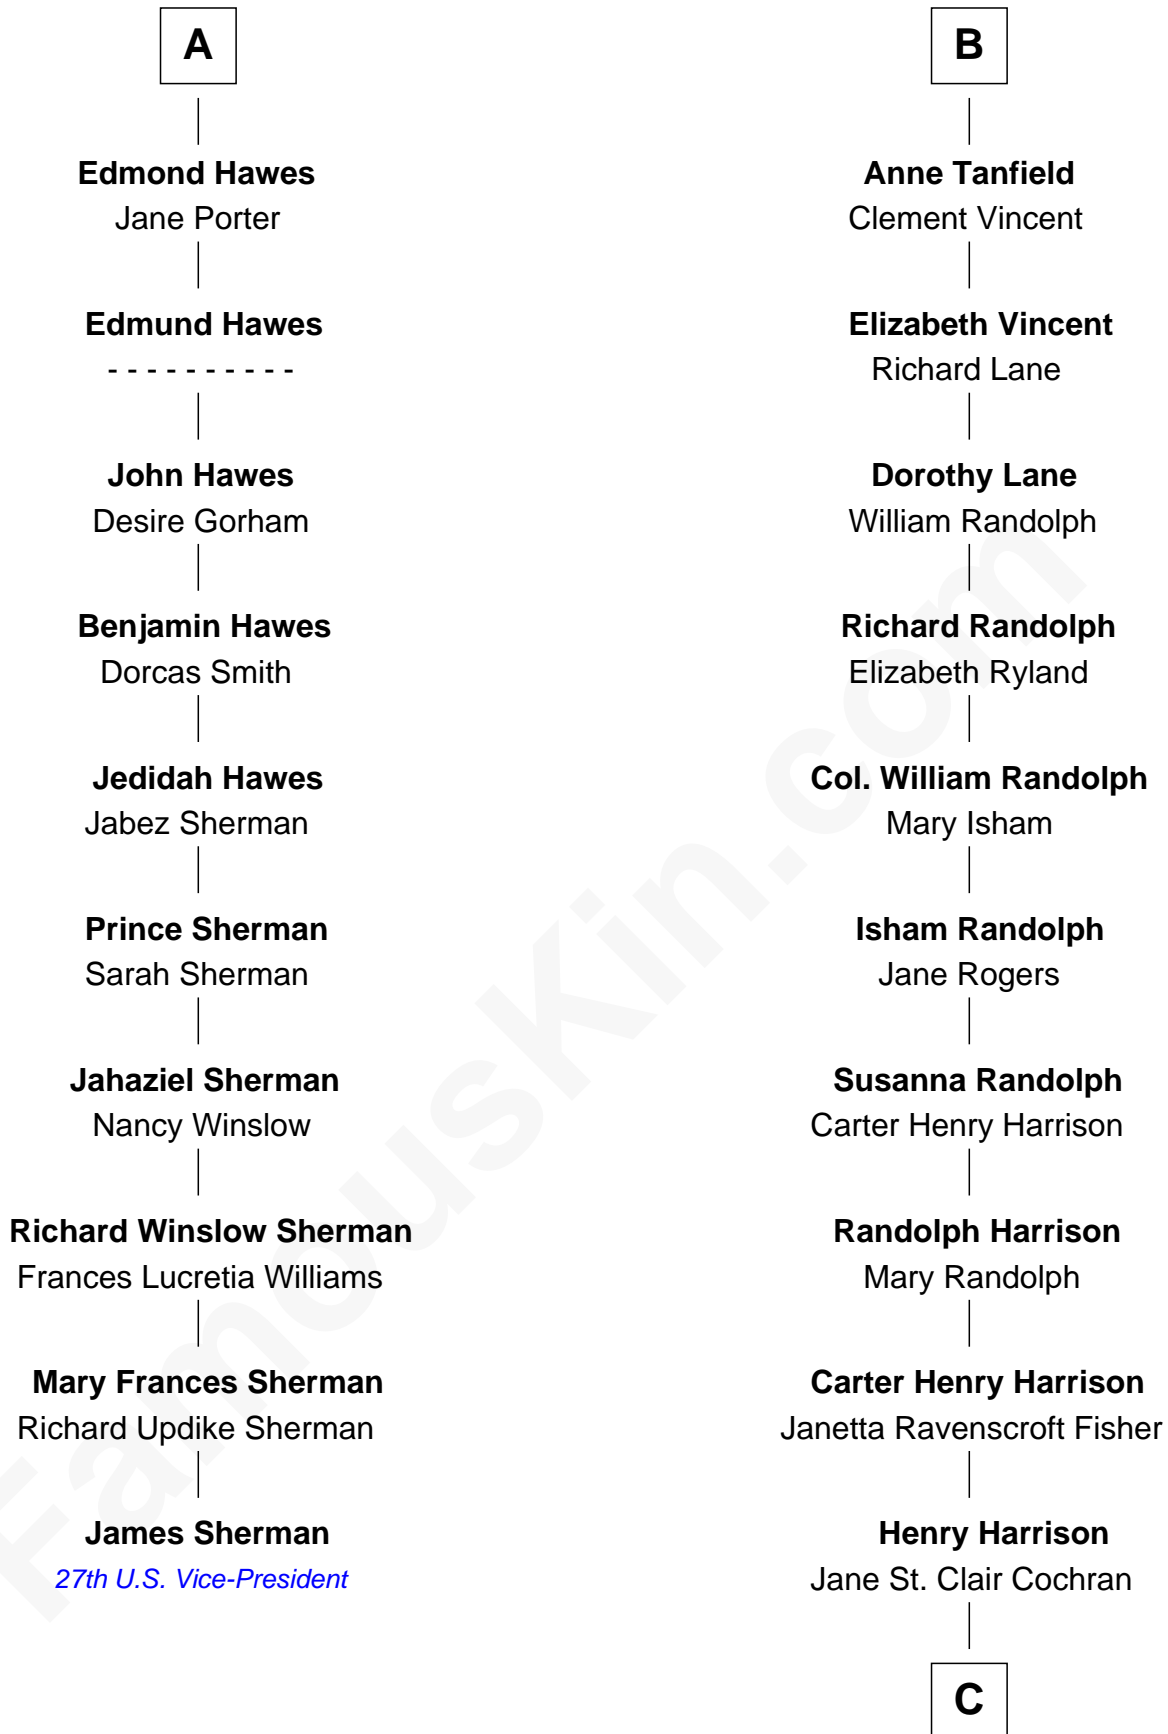 A
Edmond Hawes
Jane Porter
Edmund Hawes
- - - - - - - - - -
John Hawes
Desire Gorham
Benjamin Hawes
Dorcas Smith
Jedidah Hawes
Jabez Sherman
Prince Sherman
Sarah Sherman
Jahaziel Sherman
Nancy Winslow
Richard Winslow Sherman
Frances Lucretia Williams
Mary Frances Sherman
Richard Updike Sherman
James Sherman
27th U.S. Vice-President
B
Anne Tanfield
Clement Vincent
Elizabeth Vincent
Richard Lane
Dorothy Lane
William Randolph
Richard Randolph
Elizabeth Ryland
Col. William Randolph
Mary Isham
Isham Randolph
Jane Rogers
Susanna Randolph
Carter Henry Harrison
Randolph Harrison
Mary Randolph
Carter Henry Harrison
Janetta Ravenscroft Fisher
Henry Harrison
Jane St. Clair Cochran
C
FamousKin.com